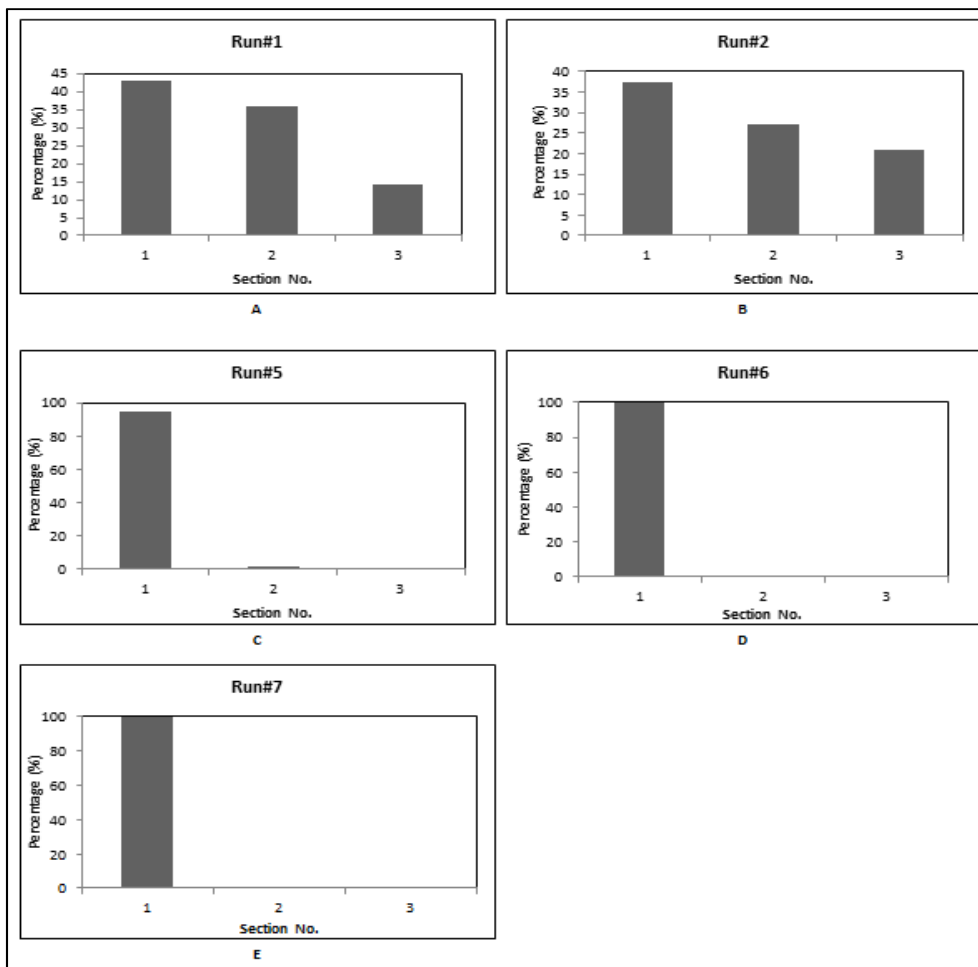 Run#1
Percentage (%)
45
40
35
30
25
20
15
10
5
0
1 2 3
Section No.
A
Run#2
Percentage (%)
40
35
30
25
20
15
10
5
0
1 2 3
Section No.
B
Run#5
Percentage (%)
100
80
60
40
20
0
1 2 3
Section No.
C
Run#6
Percentage (%)
100
80
60
40
20
0
1 2 3
Section No.
D
Run#7
Percentage (%)
100
80
60
40
20
0
1 2 3
Section No.
E